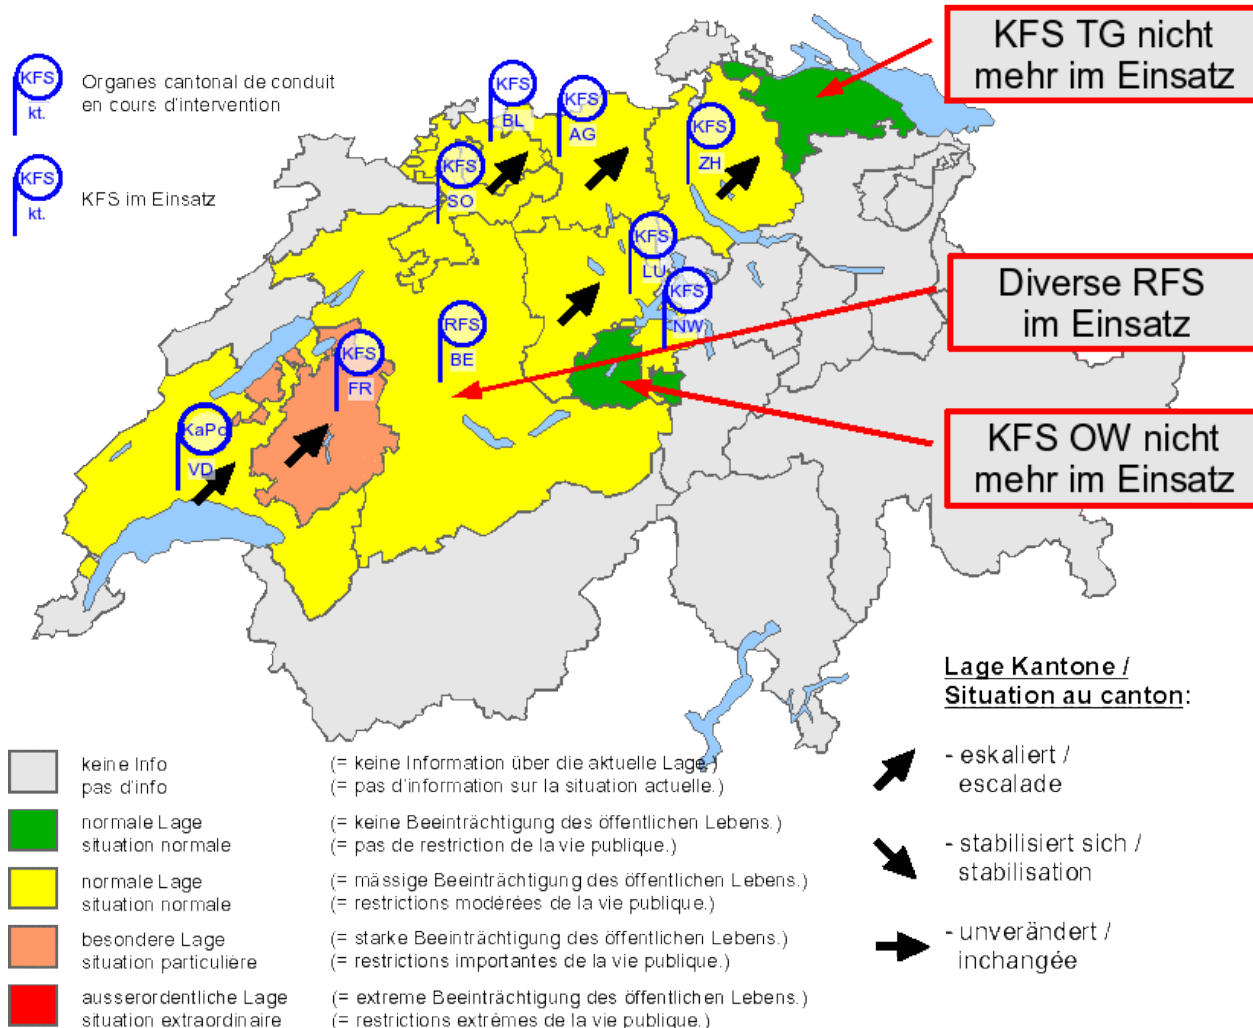 KFS
kt.
Organes cantonal de conduit
en cours d'intervention
KFS
kt.
KFS im Einsatz
KFS
BL
KFS
AG
KFS
ZH
KFS
SO
KFS
LU
KFS
NW
RFS
BE
KFS
FR
KaPo
VD
KFS TG nicht
mehr im Einsatz
Diverse RFS
im Einsatz
KFS OW nicht
mehr im Einsatz
Lage Kantone /
Situation au canton:
- eskaliert /
escalade
- stabilisiert sich /
stabilisation
- unverändert /
inchangée
keine Info (= keine Information über die aktuelle Lage.)
pas d'info (= pas d'information sur la situation actuelle.)
normale Lage (= keine Beeinträchtigung des öffentlichen Lebens.)
situation normale (= pas de restriction de la vie publique.)
normale Lage (= mässige Beeinträchtigung des öffentlichen Lebens.)
situation normale (= restrictions modérées de la vie publique.)
besondere Lage (= starke Beeinträchtigung des öffentlichen Lebens.)
situation particulière (= restrictions importantes de la vie publique.)
ausserordentliche Lage (= extreme Beeinträchtigung des öffentlichen Lebens.)
situation extraordinaire (= restrictions extrêmes de la vie publique.)